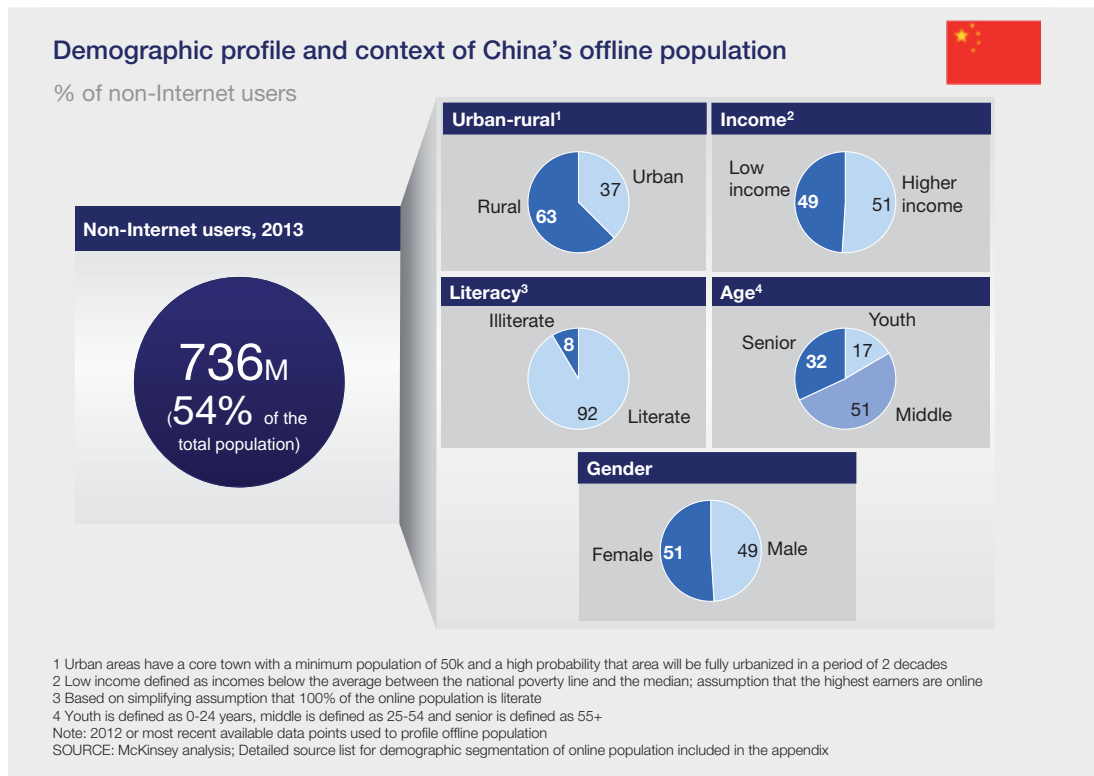 Demographic profile and context of China's offline population
% of non-Internet users
Non-Internet users, 2013
736M
(54% of the
total population)
Urban-rural1
Rural
63
37
Urban
Income2
Low
income
49
51
Higher
income
Literacy3
Illiterate
8
92
Literate
Age4
Senior
32
Youth
17
51
Middle
Gender
Female
51
49
Male
1 Urban areas have a core town with a minimum population of 50k and a high probability that area will be fully urbanized in a period of 2 decades
2 Low income defined as incomes below the average between the national poverty line and the median; assumption that the highest earners are online
3 Based on simplifying assumption that 100% of the online population is literate
4 Youth is defined as 0-24 years, middle is defined as 25-54 and senior is defined as 55+
Note: 2012 or most recent available data points used to profile offline population
SOURCE: McKinsey analysis; Detailed source list for demographic segmentation of online population included in the appendix